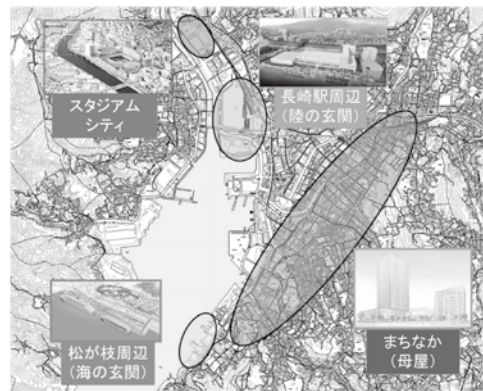 スタジアム
シティ
長崎駅周辺
(陸の玄関)
松が枝周辺
(海の玄関)
まちなか
(母屋)